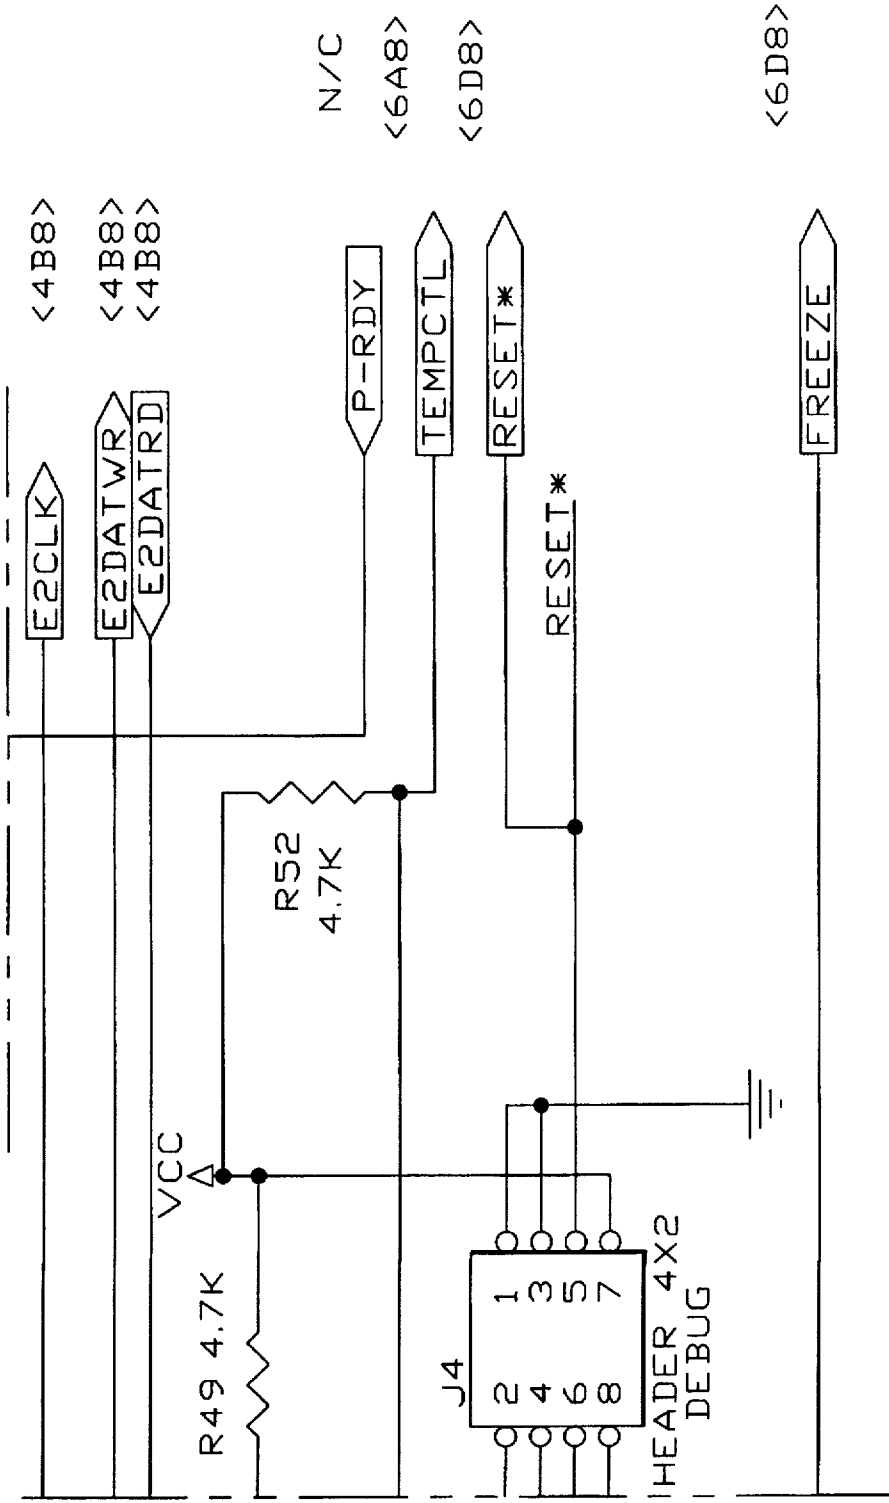 E2CLK <4B8>
E2DATWR <4B8>
E2DATRD <4B8>
VCC
R49 4.7K
R52
4.7K
P-RDY N/C
TEMPCTL <6A8>
RESET* <6D8>
RESET*
J4
2 1
4 3
6 5
8 7
HEADER 4X2
DEBUG
FREEZE <6D8>